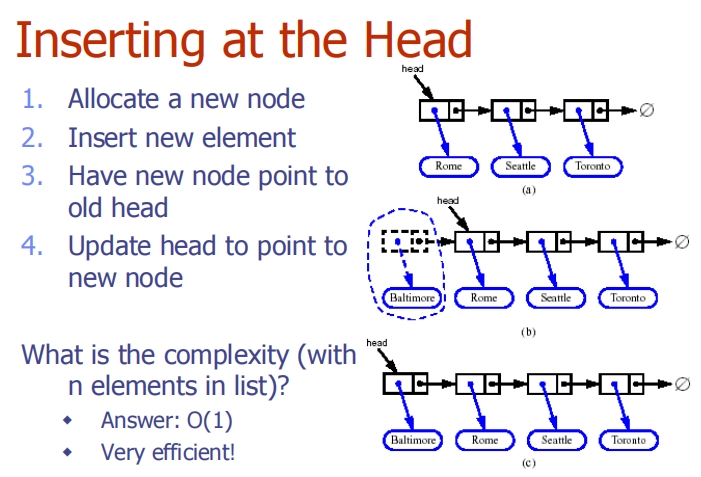 Inserting at the Head
1. Allocate a new node
2. Insert new element
3. Have new node point to
old head
4. Update head to point to
new node
What is the complexity (with
n elements in list)?
• Answer: O(1)
• Very efficient!
head
∅
Rome Seattle Toronto
(a)
head
∅
Baltimore Rome Seattle Toronto
(b)
head
∅
Baltimore Rome Seattle Toronto
(c)